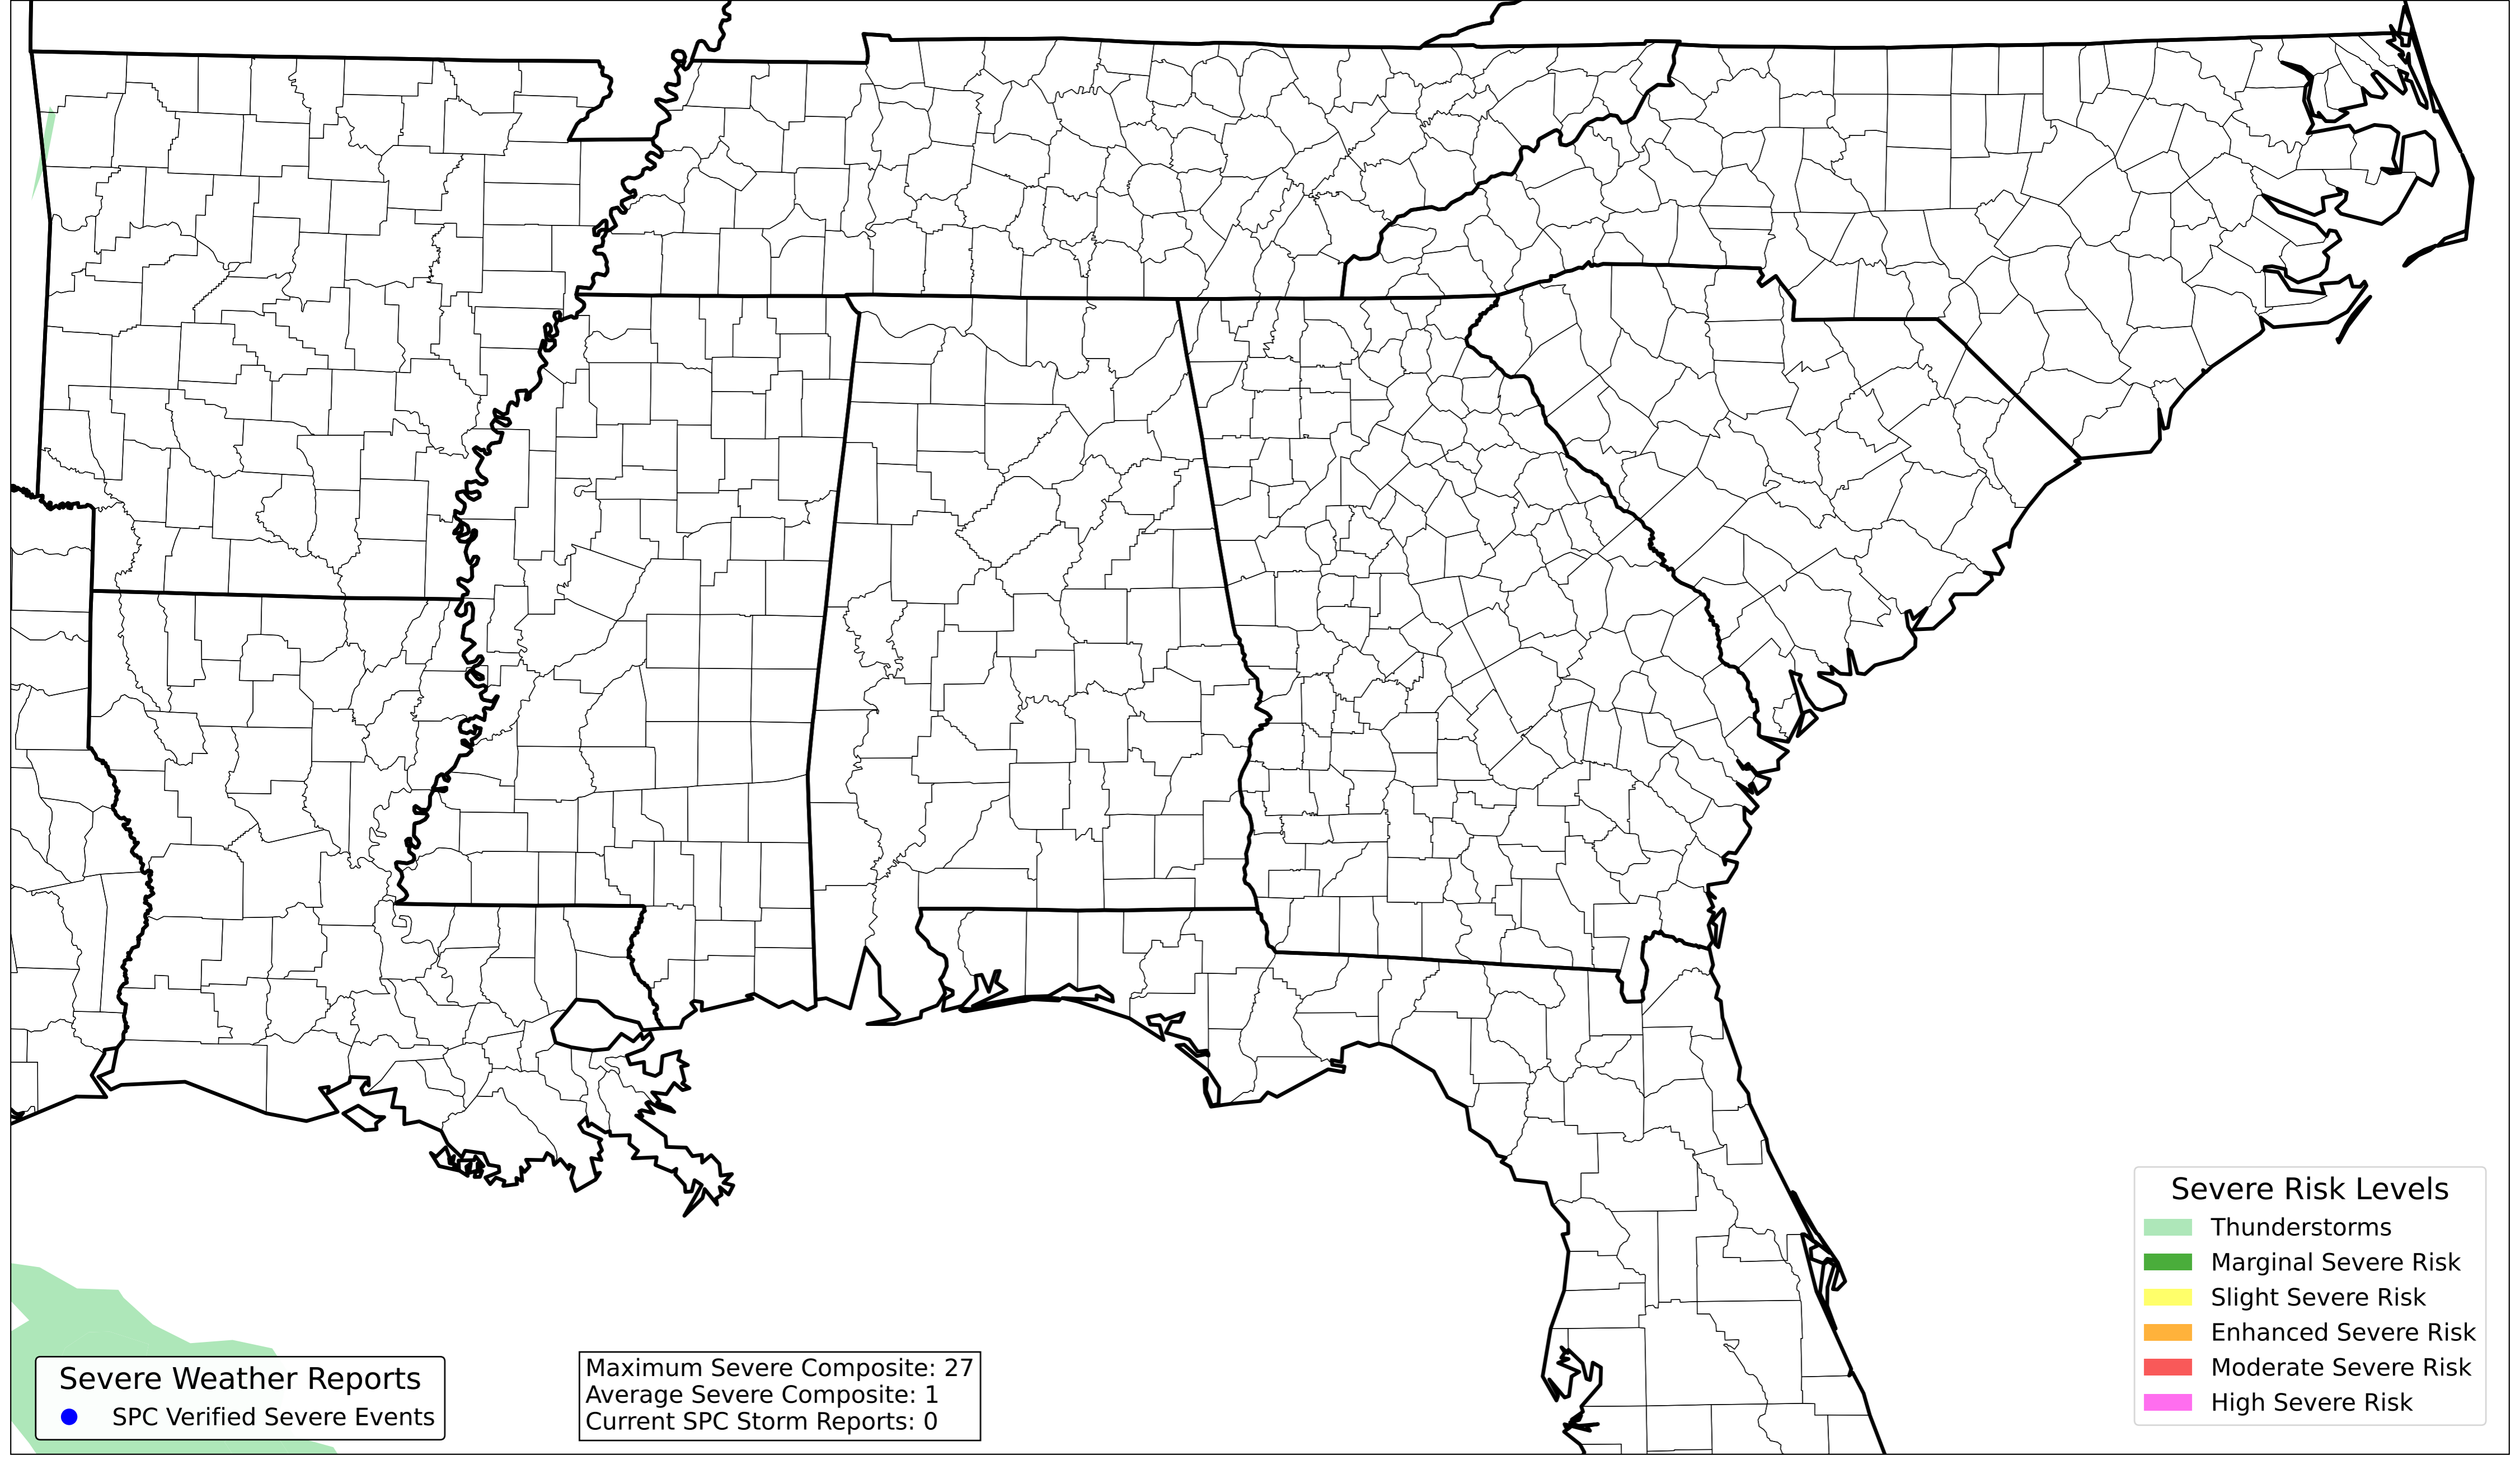 Severe Risk Levels
Thunderstorms
Marginal Severe Risk
Slight Severe Risk
Enhanced Severe Risk
Moderate Severe Risk
High Severe Risk
Severe Weather Reports
SPC Verified Severe Events
Maximum Severe Composite: 27
Average Severe Composite: 1
Current SPC Storm Reports: 0